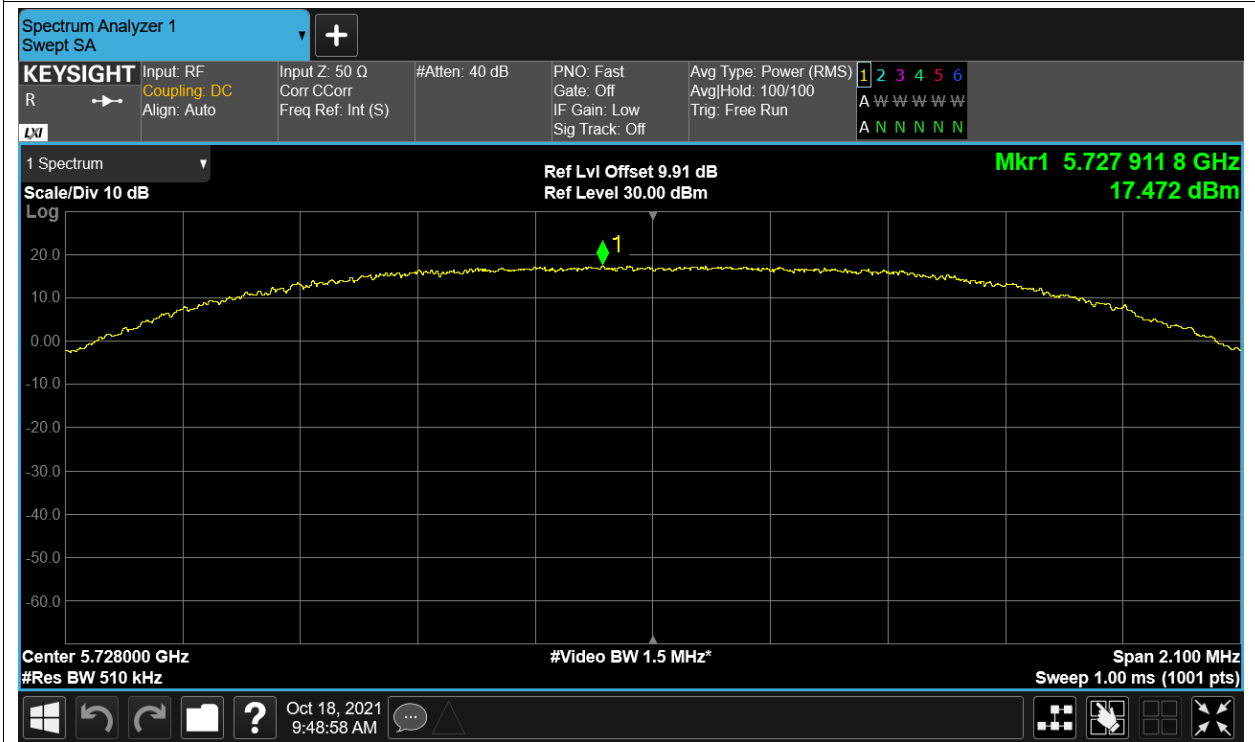 Spectrum Analyzer 1
Swept SA
+
KEYSIGHT Input: RF Input Z: 50 Ω #Atten: 40 dB PNO: Fast Avg Type: Power (RMS) 1 2 3 4 5 6
R Coupling: DC Corr CCorr Gate: Off Avg|Hold: 100/100 A W W W W W
Align: Auto Freq Ref: Int (S) IF Gain: Low Trig: Free Run
LXI Sig Track: Off A N N N N N
1 Spectrum Ref Lvl Offset 9.91 dB Mkr1 5.727 911 8 GHz
Scale/Div 10 dB Ref Level 30.00 dBm 17.472 dBm
Log
1
20.0
10.0
0.00
-10.0
-20.0
-30.0
-40.0
-50.0
-60.0
Center 5.728000 GHz #Video BW 1.5 MHz* Span 2.100 MHz
#Res BW 510 kHz Sweep 1.00 ms (1001 pts)
? Oct 18, 2021
9:48:58 AM